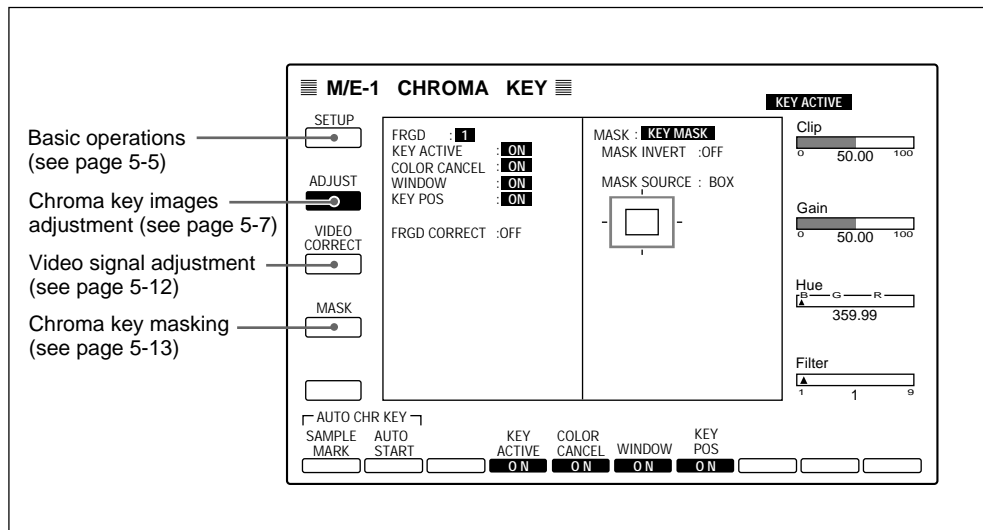 M/E-1 CHROMA KEY
KEY ACTIVE
Basic operations
(see page 5-5)
Chroma key images
adjustment (see page 5-7)
Video signal adjustment
(see page 5-12)
Chroma key masking
(see page 5-13)
SETUP
ADJUST
VIDEO
CORRECT
MASK
FRGD : 1
KEY ACTIVE : ON
COLOR CANCEL : ON
WINDOW : ON
KEY POS : ON
FRGD CORRECT :OFF
MASK : KEY MASK
MASK INVERT :OFF
MASK SOURCE : BOX
Clip
0 50.00 100
Gain
0 50.00 100
Hue
B G R
359.99
Filter
1 1 9
AUTO CHR KEY
SAMPLE MARK
AUTO START
KEY ACTIVE ON
COLOR CANCEL ON
WINDOW ON
KEY POS ON